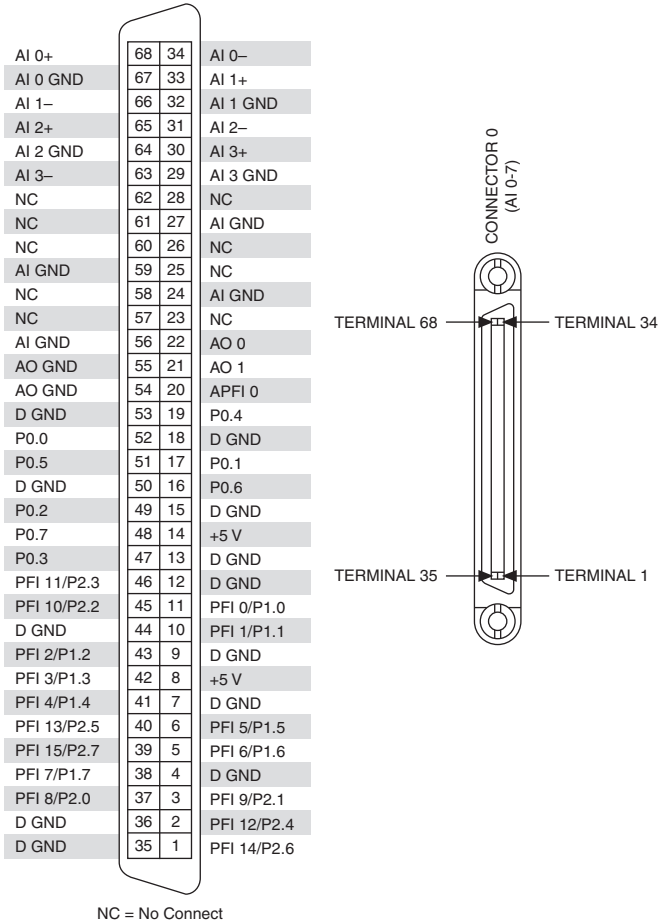 AI 0+ 68 34 AI 0–
AI 0 GND 67 33 AI 1+
AI 1– 66 32 AI 1 GND
AI 2+ 65 31 AI 2–
AI 2 GND 64 30 AI 3+
AI 3– 63 29 AI 3 GND
NC 62 28 NC
NC 61 27 AI GND
NC 60 26 NC
AI GND 59 25 NC
NC 58 24 AI GND
NC 57 23 NC
AI GND 56 22 AO 0
AO GND 55 21 AO 1
AO GND 54 20 APFI 0
D GND 53 19 P0.4
P0.0 52 18 D GND
P0.5 51 17 P0.1
D GND 50 16 P0.6
P0.2 49 15 D GND
P0.7 48 14 +5 V
P0.3 47 13 D GND
PFI 11/P2.3 46 12 D GND
PFI 10/P2.2 45 11 PFI 0/P1.0
D GND 44 10 PFI 1/P1.1
PFI 2/P1.2 43 9 D GND
PFI 3/P1.3 42 8 +5 V
PFI 4/P1.4 41 7 D GND
PFI 13/P2.5 40 6 PFI 5/P1.5
PFI 15/P2.7 39 5 PFI 6/P1.6
PFI 7/P1.7 38 4 D GND
PFI 8/P2.0 37 3 PFI 9/P2.1
D GND 36 2 PFI 12/P2.4
D GND 35 1 PFI 14/P2.6
NC = No Connect
CONNECTOR 0
(AI 0-7)
TERMINAL 68 TERMINAL 34
TERMINAL 35 TERMINAL 1